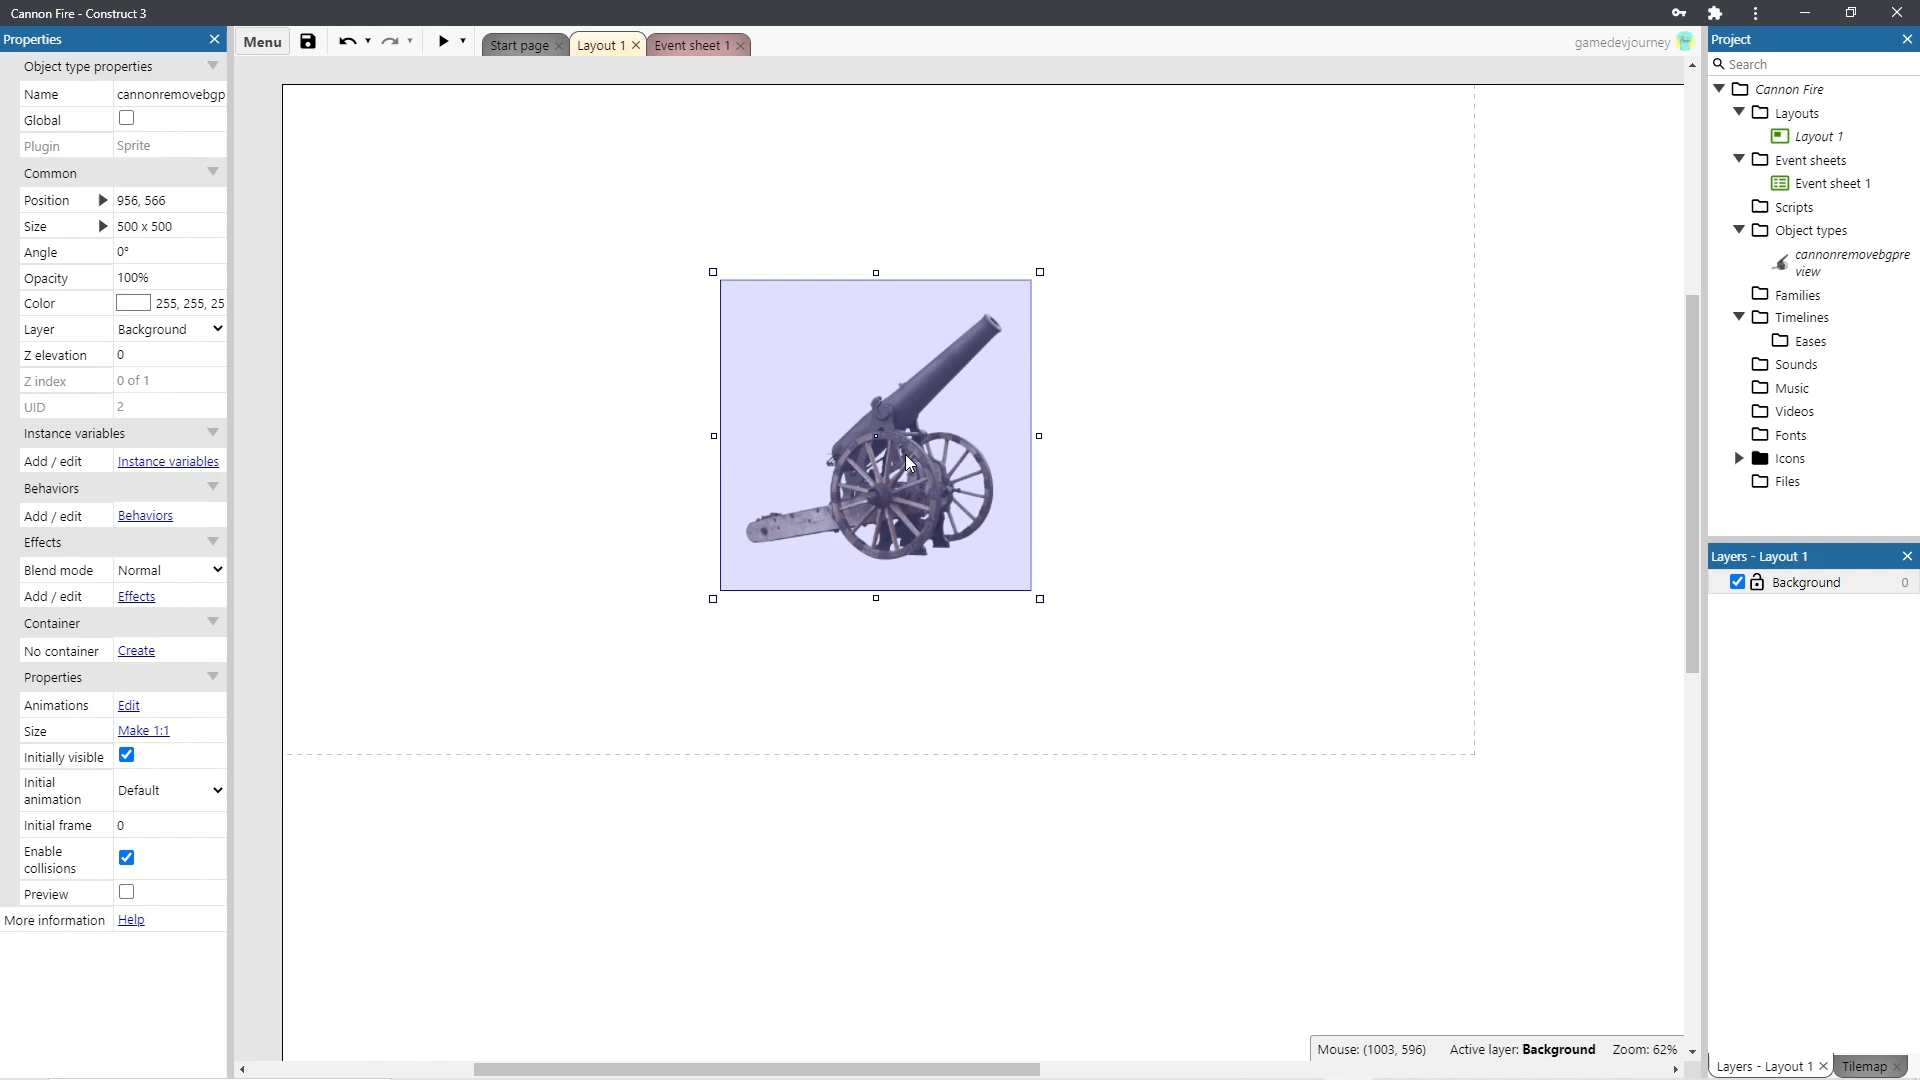 Cannon Fire - Construct 3
Properties
Object type properties
Name cannonremovebgp
Global
Plugin Sprite
Common
Position 956, 566
Size 500 x 500
Angle 0°
Opacity 100%
Color 255, 255, 25
Layer Background
Z elevation 0
Z index 0 of 1
UID 2
Instance variables
Add / edit Instance variables
Behaviors
Add / edit Behaviors
Effects
Blend mode Normal
Add / edit Effects
Container
No container Create
Properties
Animations Edit
Size Make 1:1
Initially visible
Initial
animation
Default
Initial frame 0
Enable
collisions
Preview
More information Help
Menu
Start page
Layout 1
Event sheet 1
gamedevjourney
Mouse: (1003, 596) Active layer: Background Zoom: 62%
Project
Search
Cannon Fire
Layouts
Layout 1
Event sheets
Event sheet 1
Scripts
Object types
cannonremovebgpre
view
Families
Timelines
Eases
Sounds
Music
Videos
Fonts
Icons
Files
Layers - Layout 1
Background 0
Layers - Layout 1
Tilemap